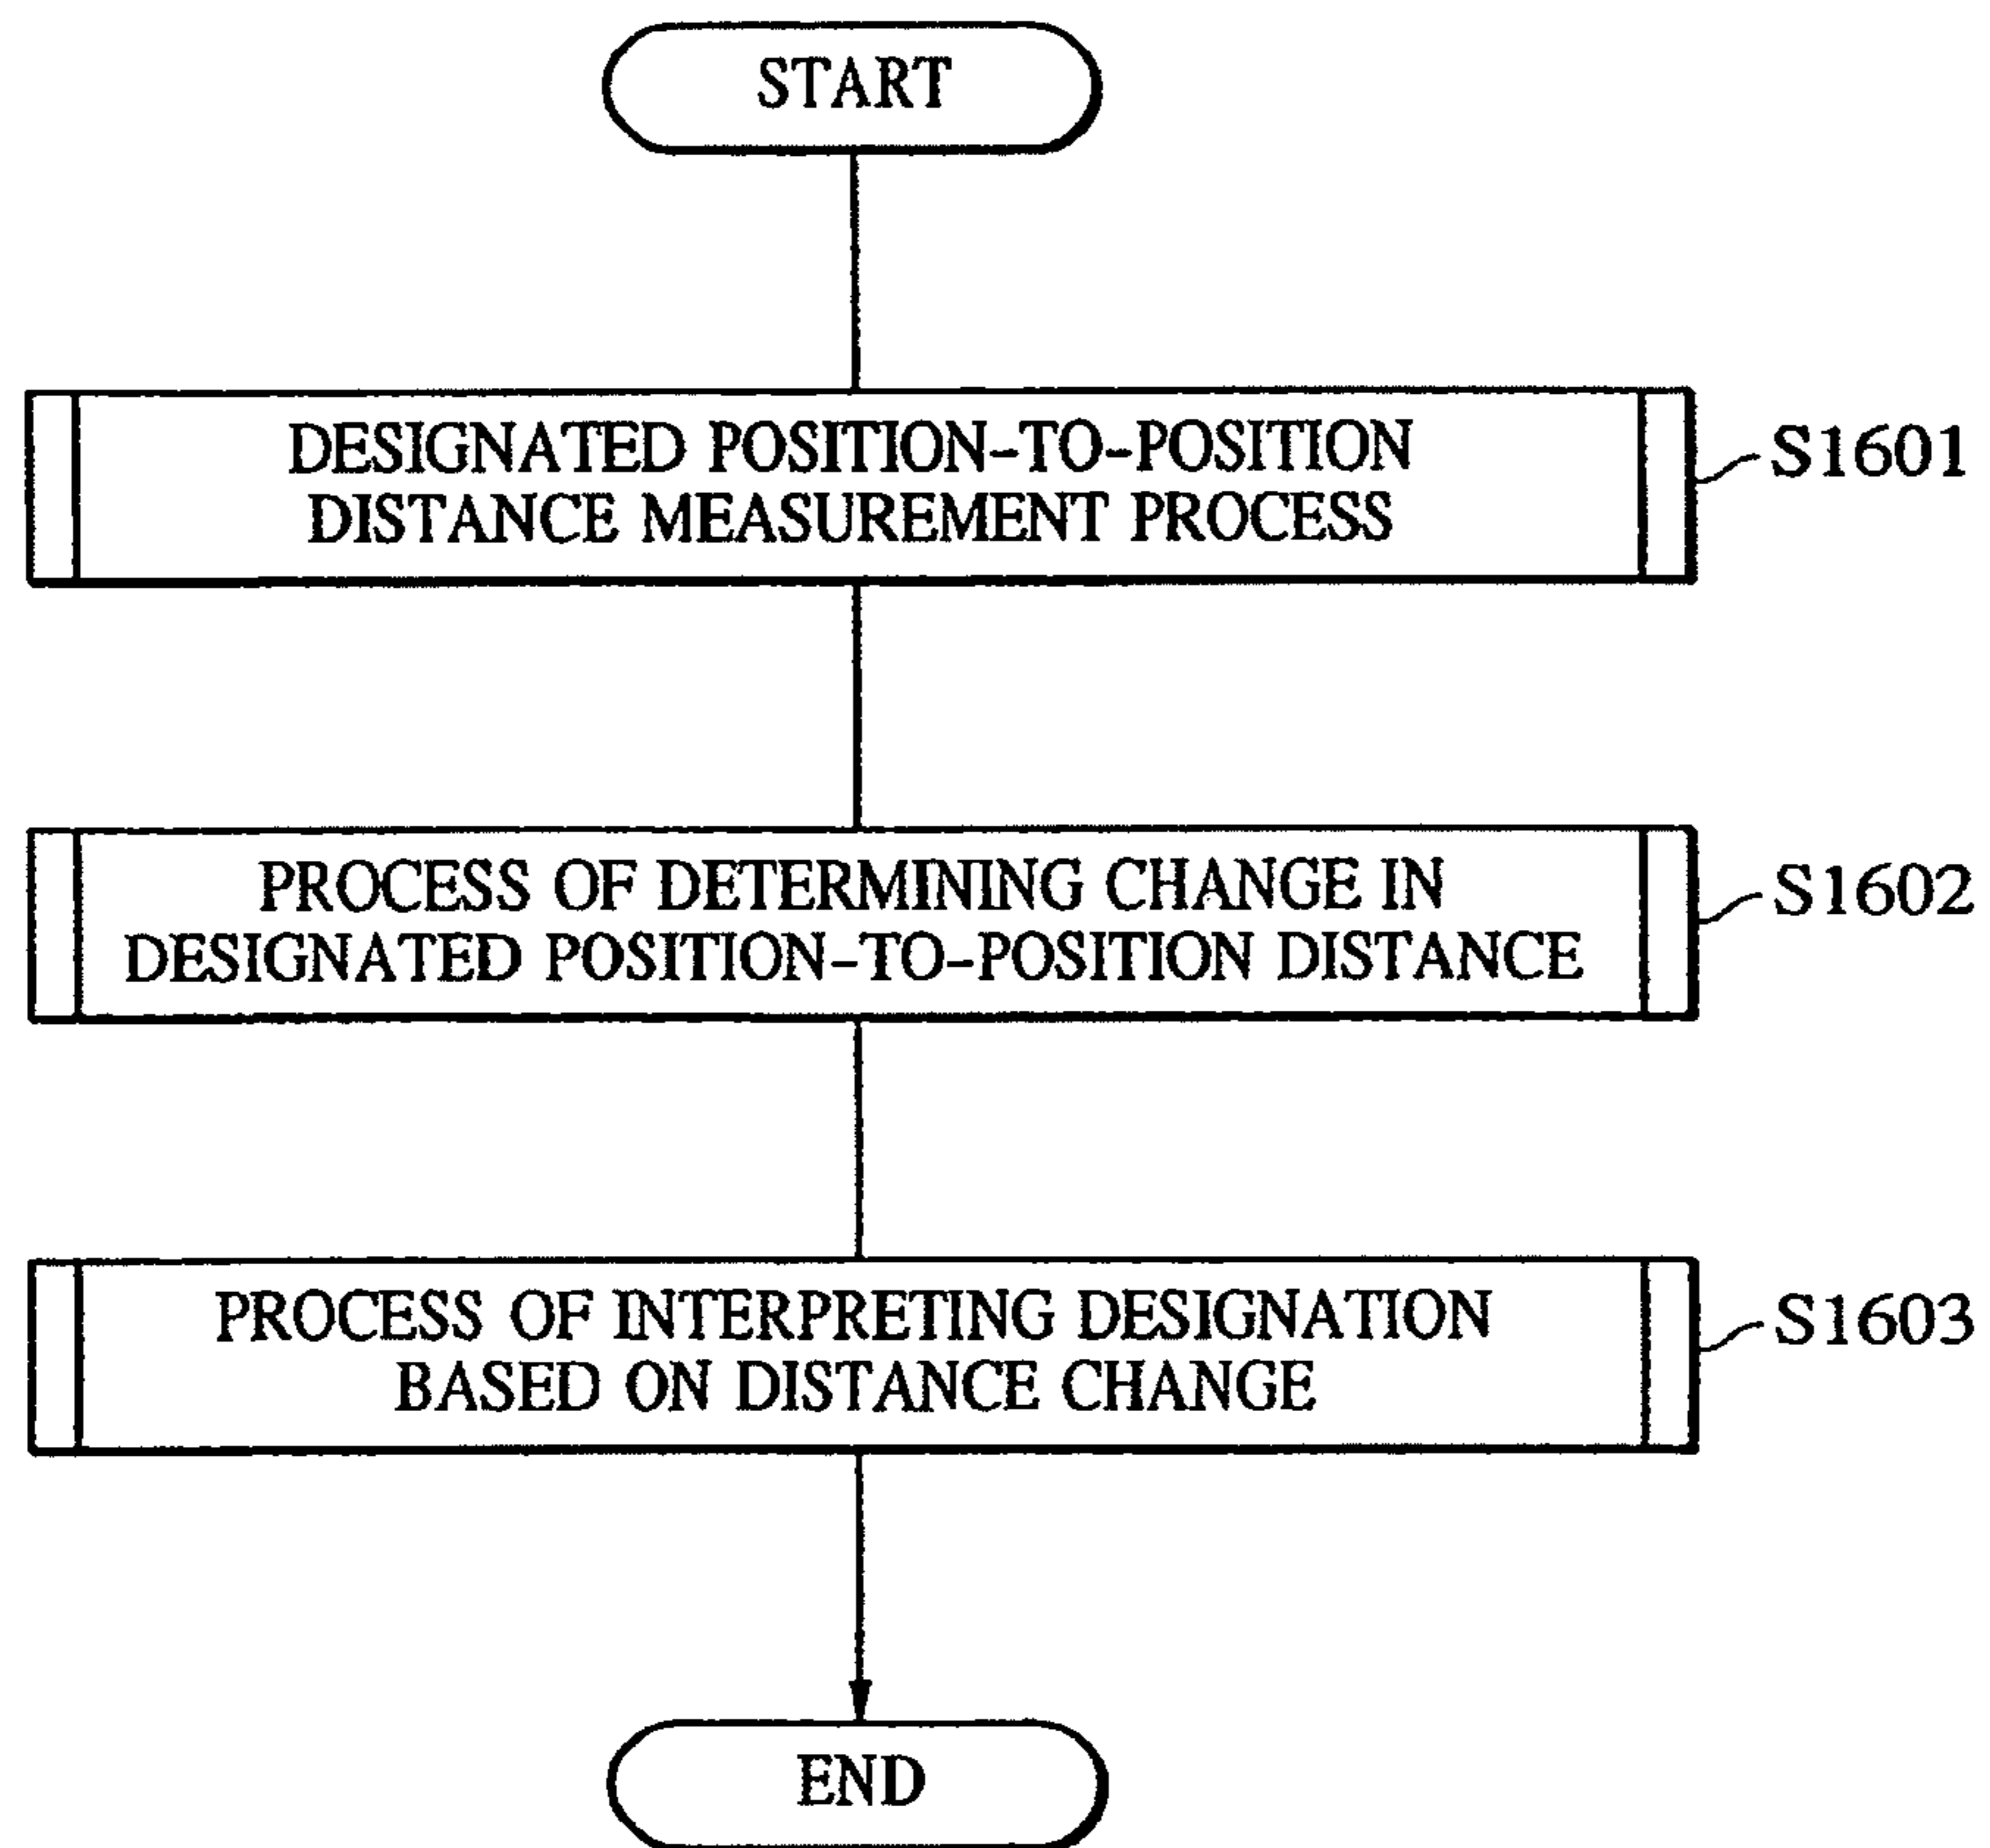 START
DESIGNATED POSITION-TO-POSITION
DISTANCE MEASUREMENT PROCESS
S1601
PROCESS OF DETERMINING CHANGE IN
DESIGNATED POSITION-TO-POSITION DISTANCE
S1602
PROCESS OF INTERPRETING DESIGNATION
BASED ON DISTANCE CHANGE
S1603
END